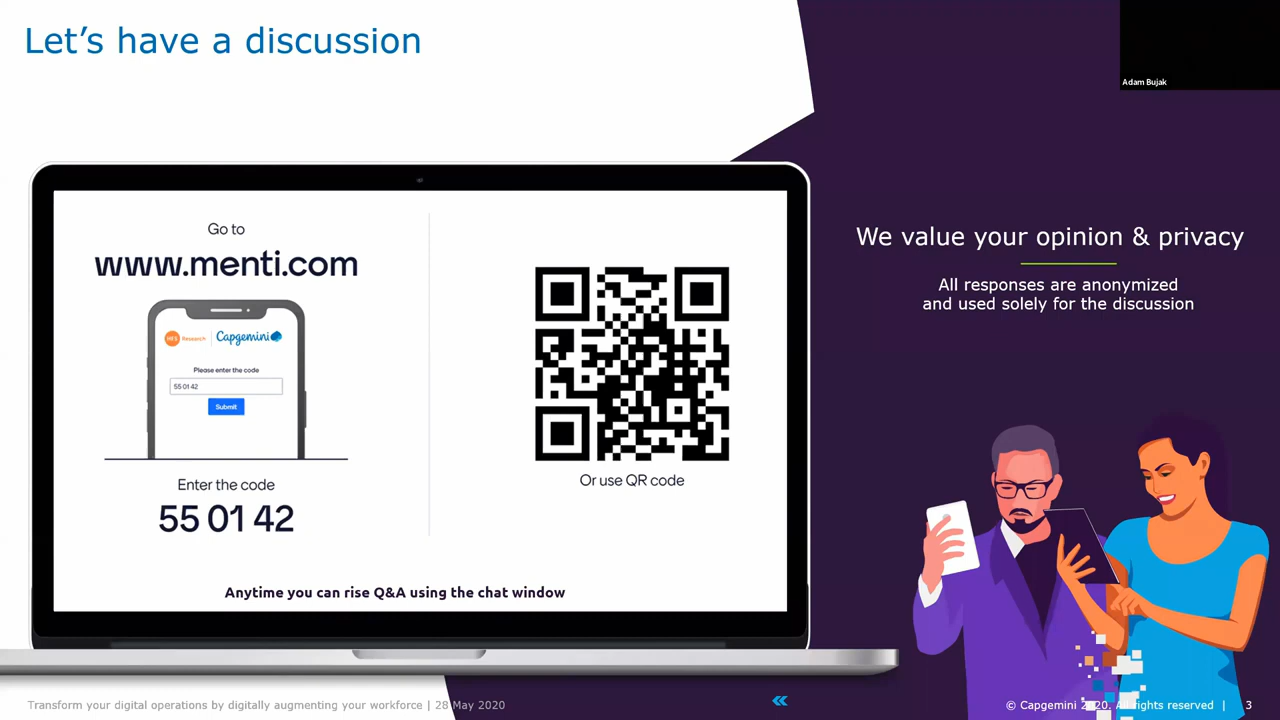 Let's have a discussion
Adam Bujak
Go to
www.menti.com
HFS Research | Capgemini
Please enter the code
55 01 42
Submit
Enter the code
55 01 42
Or use QR code
Anytime you can rise Q&A using the chat window
We value your opinion & privacy
All responses are anonymized
and used solely for the discussion
Transform your digital operations by digitally augmenting your workforce | 28 May 2020
© Capgemini 2020. All rights reserved |
3